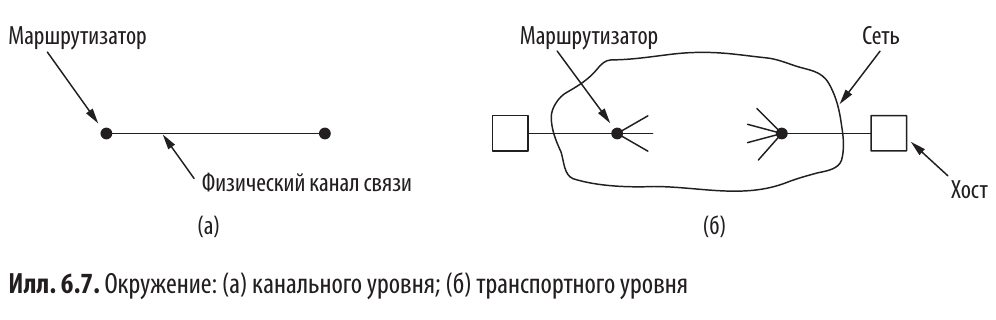 Маршрутизатор
Физический канал связи
(а)
Маршрутизатор
Сеть
Хост
(б)
Илл. 6.7. Окружение: (а) канального уровня; (б) транспортного уровня